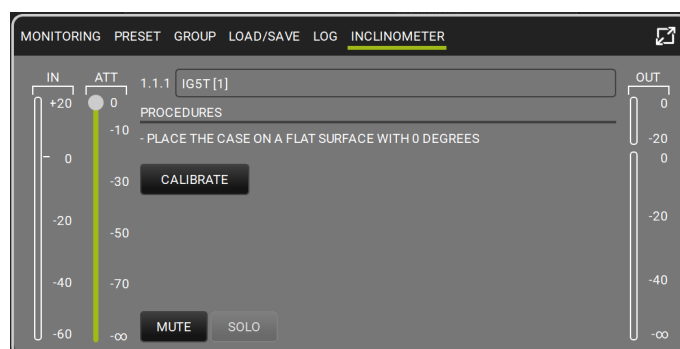 MONITORING PRESET GROUP LOAD/SAVE LOG INCLINOMETER
IN ATT 1.1.1 IG5T [1] OUT
+20 0 0
PROCEDURES
-10 -20
- PLACE THE CASE ON A FLAT SURFACE WITH 0 DEGREES
0 0
-30 CALIBRATE
-20 -20
-50
-40 -70 -40
MUTE SOLO
-60 -∞ -∞